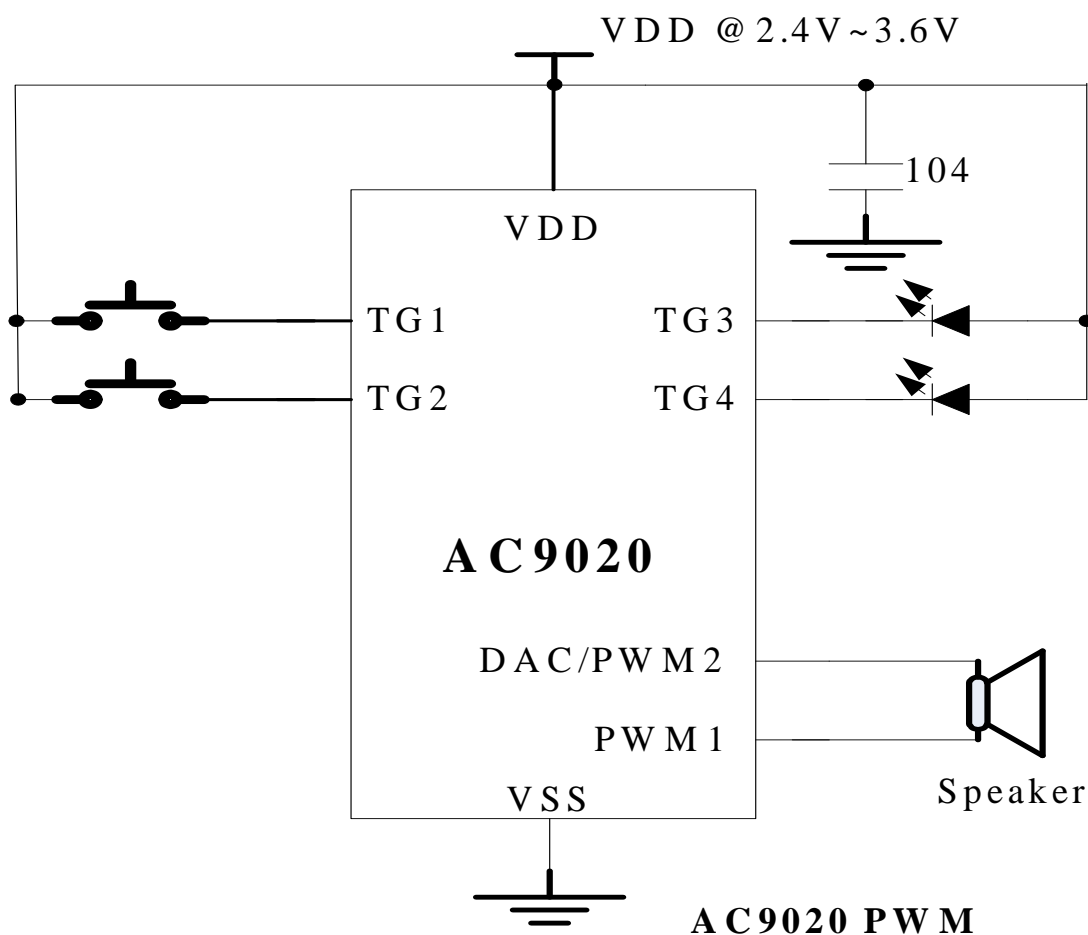 VDD @ 2.4V~3.6V
104
VDD
TG1
TG3
TG2
TG4
AC9020
DAC/PWM2
PWM1
Speaker
VSS
AC9020 PWM